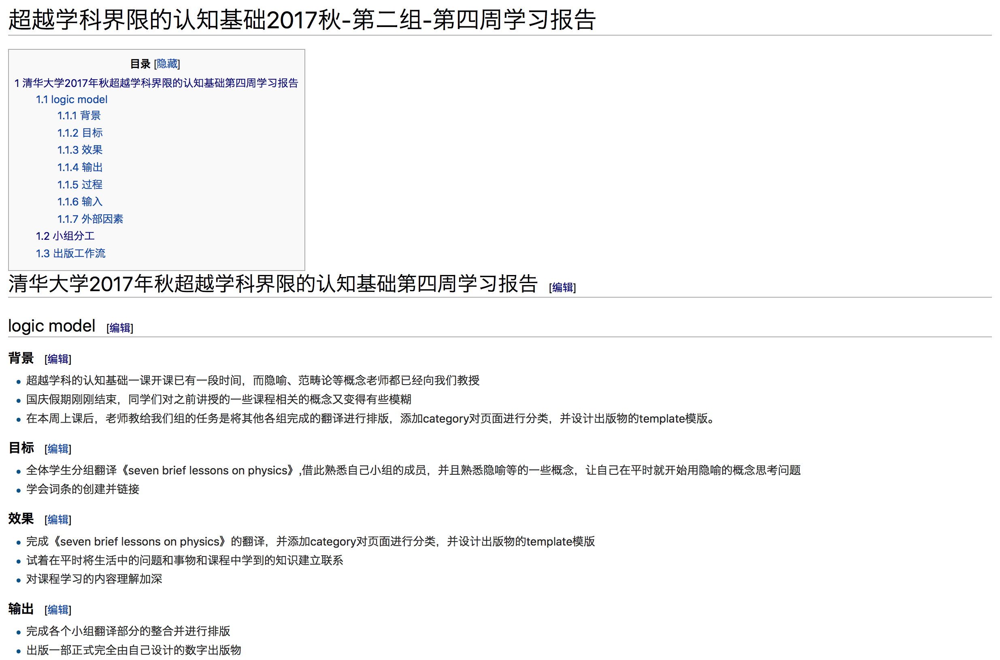 超越学科界限的认知基础2017秋-第二组-第四周学习报告
目录 [隐藏]
1 清华大学2017年秋超越学科界限的认知基础第四周学习报告
1.1 logic model
1.1.1 背景
1.1.2 目标
1.1.3 效果
1.1.4 输出
1.1.5 过程
1.1.6 输入
1.1.7 外部因素
1.2 小组分工
1.3 出版工作流
清华大学2017年秋超越学科界限的认知基础第四周学习报告 [编辑]
logic model [编辑]
背景 [编辑]
• 超越学科的认知基础一课开课已有一段时间，而隐喻、范畴论等概念老师都已经向我们教授
• 国庆假期刚刚结束，同学们对之前讲授的一些课程相关的概念又变得有些模糊
• 在本周上课后，老师教给我们组的任务是将其他各组完成的翻译进行排版，添加category对页面进行分类，并设计出版物的template模版。
目标 [编辑]
• 全体学生分组翻译《seven brief lessons on physics》,借此熟悉自己小组的成员，并且熟悉隐喻等的一些概念，让自己在平时就开始用隐喻的概念思考问题
• 学会词条的创建并链接
效果 [编辑]
• 完成《seven brief lessons on physics》的翻译，并添加category对页面进行分类，并设计出版物的template模版
• 试着在平时将生活中的问题和事物和课程中学到的知识建立联系
• 对课程学习的内容理解加深
输出 [编辑]
• 完成各个小组翻译部分的整合并进行排版
• 出版一部正式完全由自己设计的数字出版物